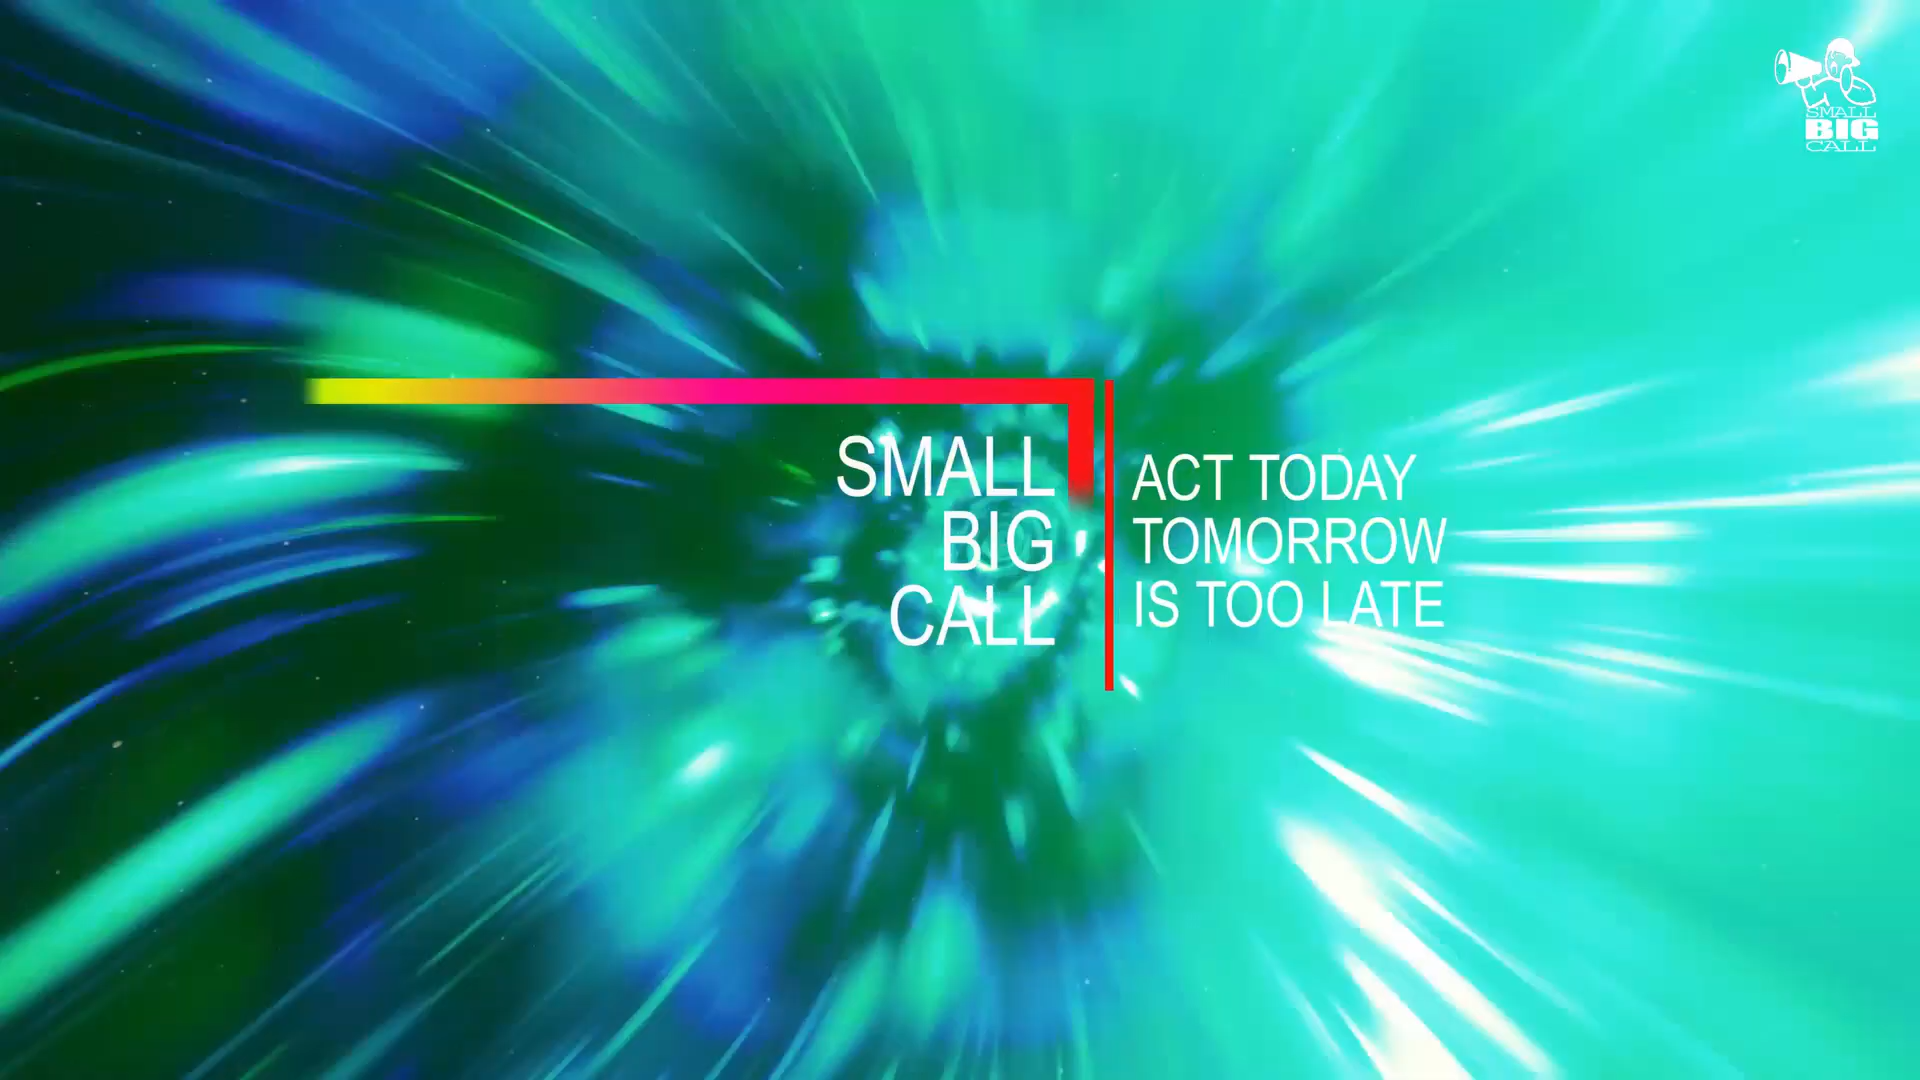 SMALL
BIG
CALL
SMALL
BIG
CALL
ACT TODAY
TOMORROW
IS TOO LATE